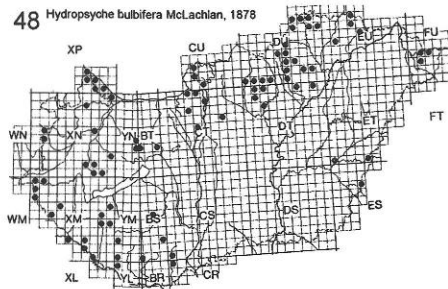 48 Hydropsyche bulbifera McLachlan, 1878
XP CU DU EU FU
WN XN YN BT CT DT ET FT
WM XM YM BS CS DS ES
XL YL BR CR